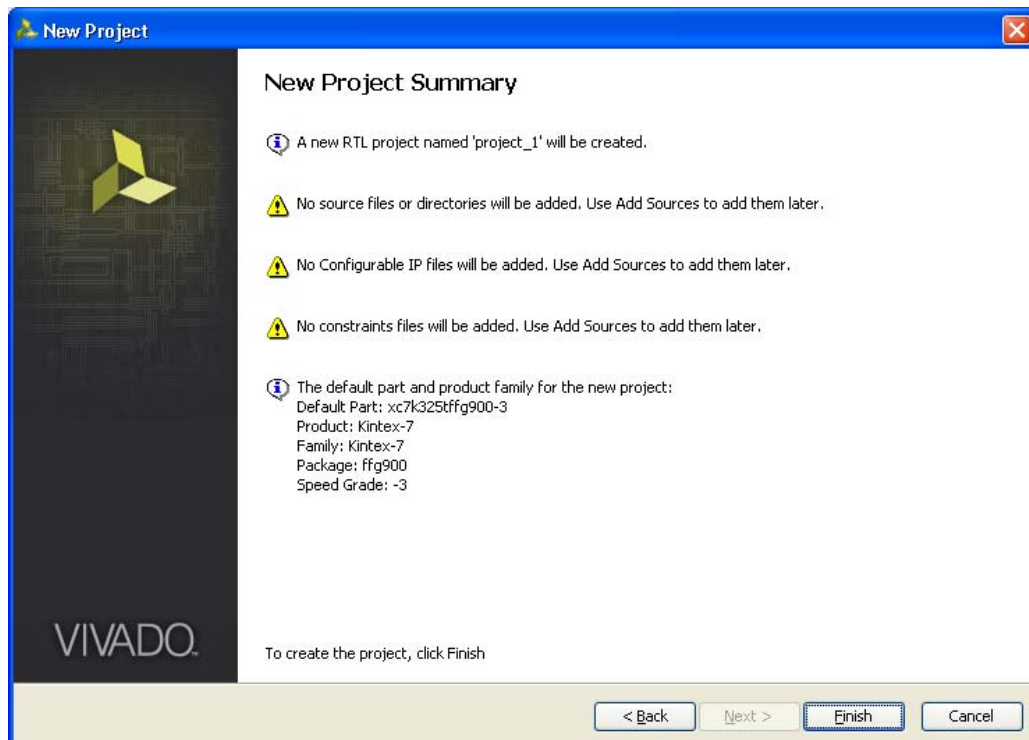 New Project
New Project Summary
A new RTL project named 'project_1' will be created.
No source files or directories will be added. Use Add Sources to add them later.
No Configurable IP files will be added. Use Add Sources to add them later.
No constraints files will be added. Use Add Sources to add them later.
The default part and product family for the new project:
Default Part: xc7k325tffg900-3
Product: Kintex-7
Family: Kintex-7
Package: ffg900
Speed Grade: -3
VIVADO™
To create the project, click Finish
< Back Next > Finish Cancel